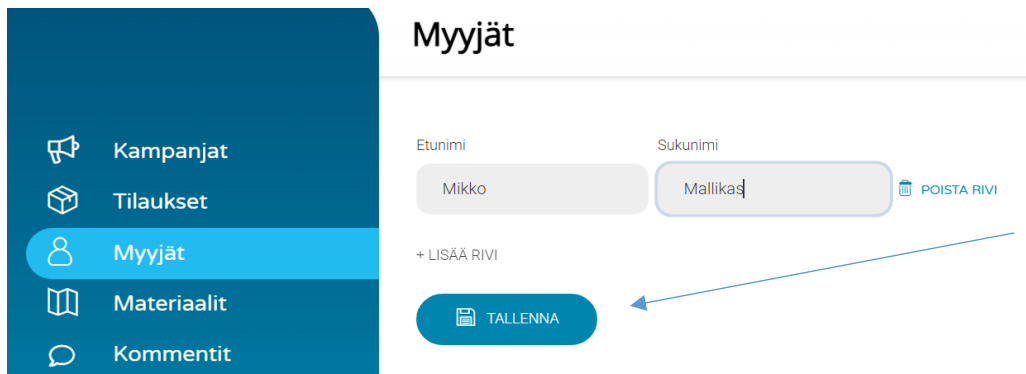 Myyjät
Kampanjat
Tilaukset
Myyjät
Materiaalit
Kommentit
Etunimi
Sukunimi
Mikko
Mallikas
POISTA RIVI
+ LISÄÄ RIVI
TALLENNA